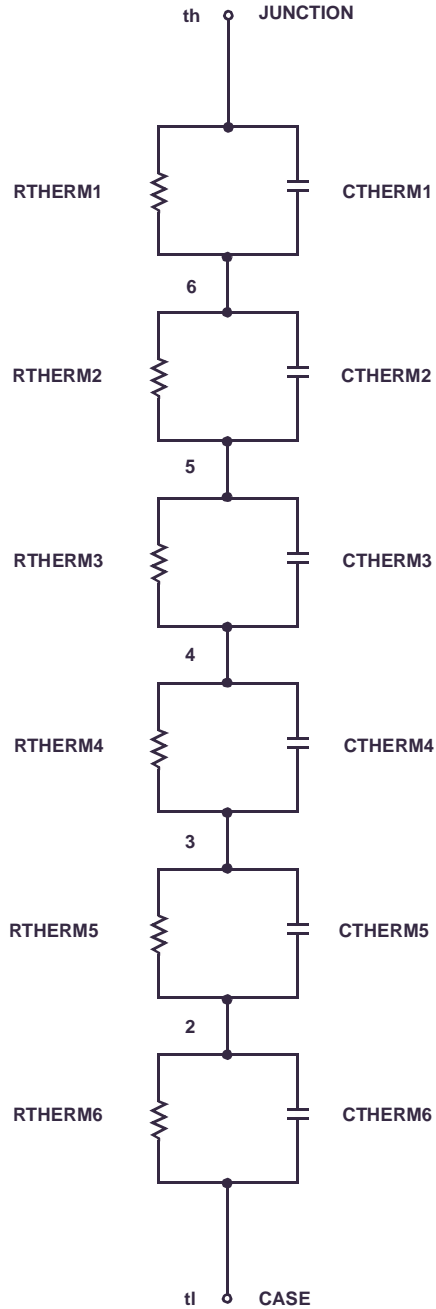 th JUNCTION
RTHERM1 CTHERM1
6
RTHERM2 CTHERM2
5
RTHERM3 CTHERM3
4
RTHERM4 CTHERM4
3
RTHERM5 CTHERM5
2
RTHERM6 CTHERM6
tl CASE